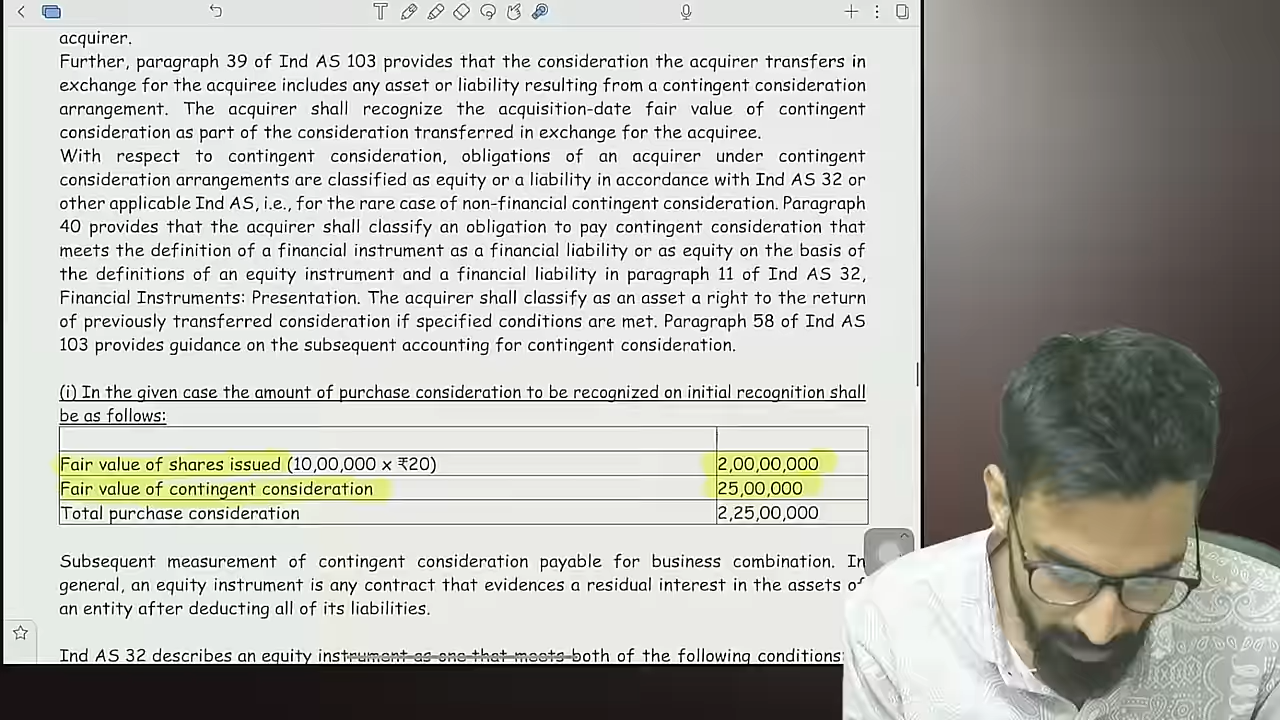 acquirer.
Further, paragraph 39 of Ind AS 103 provides that the consideration the acquirer transfers in
exchange for the acquiree includes any asset or liability resulting from a contingent consideration
arrangement. The acquirer shall recognize the acquisition-date fair value of contingent
consideration as part of the consideration transferred in exchange for the acquiree.
With respect to contingent consideration, obligations of an acquirer under contingent
consideration arrangements are classified as equity or a liability in accordance with Ind AS 32 or
other applicable Ind AS, i.e., for the rare case of non-financial contingent consideration. Paragraph
40 provides that the acquirer shall classify an obligation to pay contingent consideration that
meets the definition of a financial instrument as a financial liability or as equity on the basis of
the definitions of an equity instrument and a financial liability in paragraph 11 of Ind AS 32,
Financial Instruments: Presentation. The acquirer shall classify as an asset a right to the return
of previously transferred consideration if specified conditions are met. Paragraph 58 of Ind AS
103 provides guidance on the subsequent accounting for contingent consideration.
(i) In the given case the amount of purchase consideration to be recognized on initial recognition shall
be as follows:
Fair value of shares issued (10,00,000 x ₹20) 2,00,00,000
Fair value of contingent consideration 25,00,000
Total purchase consideration 2,25,00,000
Subsequent measurement of contingent consideration payable for business combination. In
general, an equity instrument is any contract that evidences a residual interest in the assets of
an entity after deducting all of its liabilities.
Ind AS 32 describes an equity instrument as one that meets both of the following conditions: